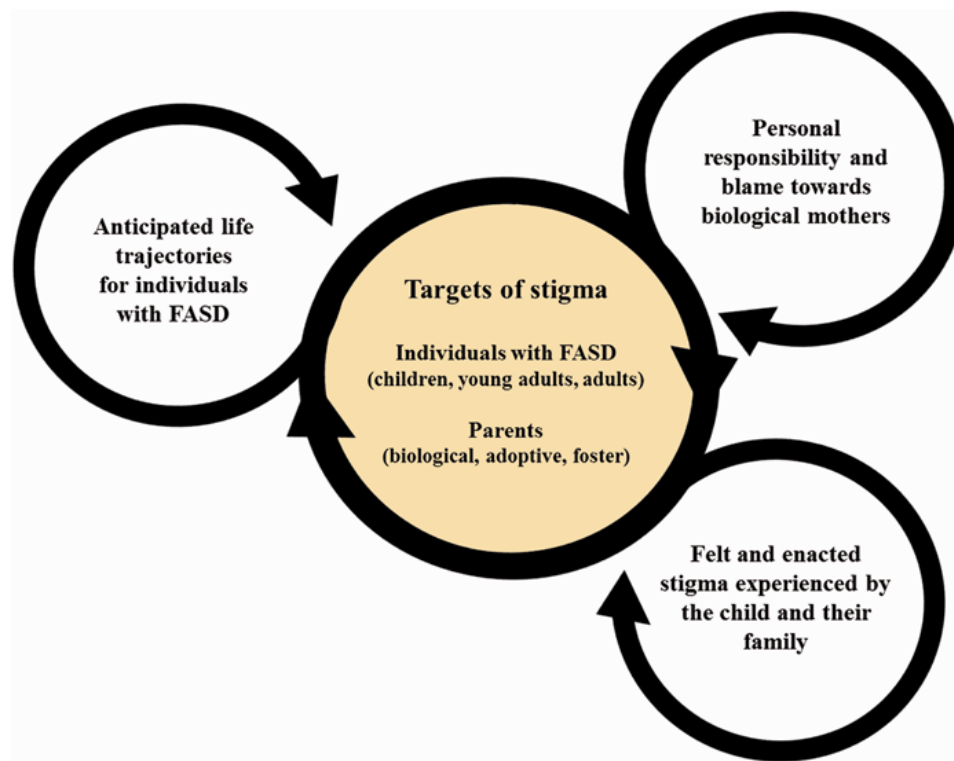 Anticipated life
trajectories
for individuals
with FASD
Targets of stigma
Individuals with FASD
(children, young adults, adults)
Parents
(biological, adoptive, foster)
Personal
responsibility and
blame towards
biological mothers
Felt and enacted
stigma experienced by
the child and their
family